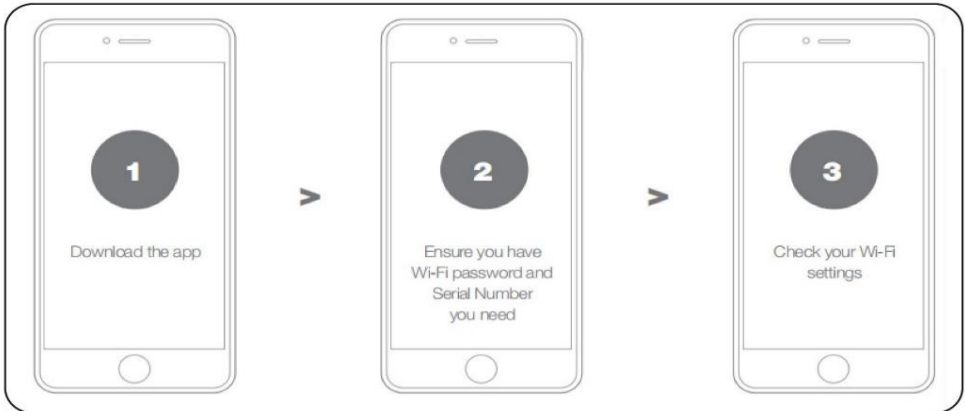 1
Download the app
>
2
Ensure you have
Wi-Fi password and
Serial Number
you need
>
3
Check your Wi-Fi
settings